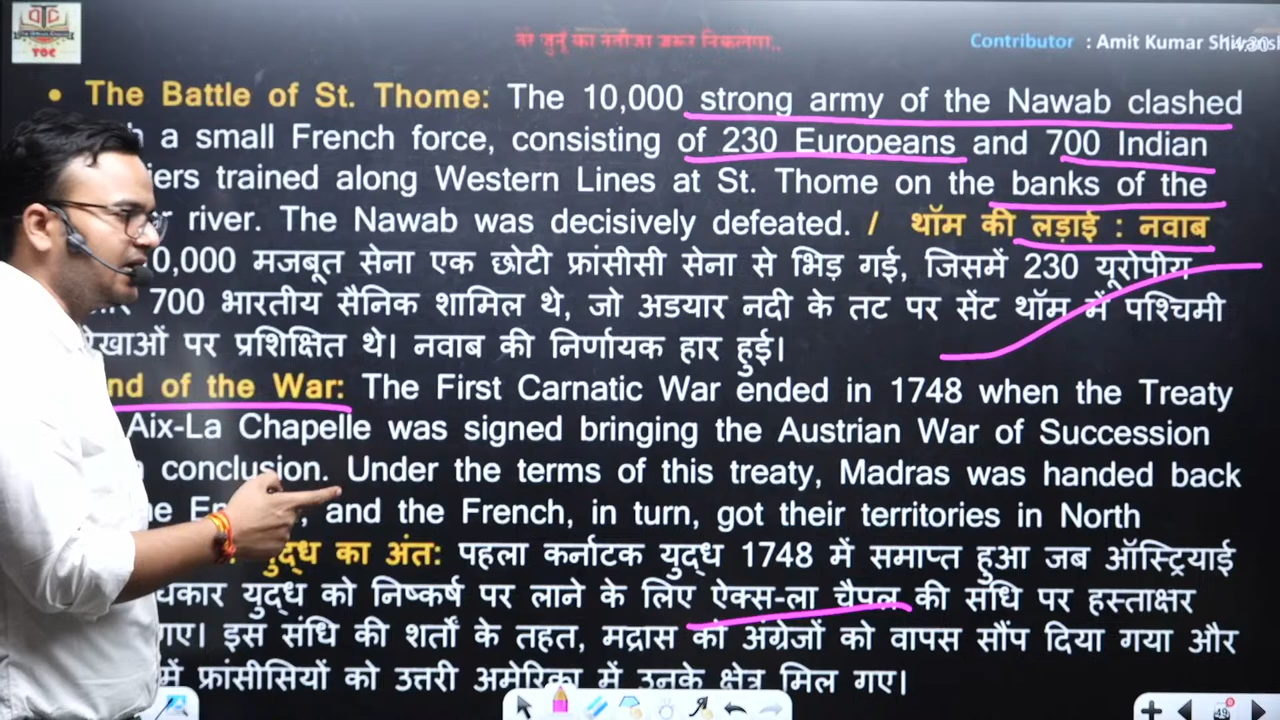 TOC
तेरे जुनूं का नतीजा जरूर निकलेगा..
Contributor : Amit Kumar
• The Battle of St. Thome: The 10,000 strong army of the Nawab clashed
a small French force, consisting of 230 Europeans and 700 Indian
iers trained along Western Lines at St. Thome on the banks of the
r river. The Nawab was decisively defeated. / थॉम की लड़ाई : नवाब
0,000 मजबूत सेना एक छोटी फ्रांसीसी सेना से भिड़ गई, जिसमें 230 यूरोपीय
700 भारतीय सैनिक शामिल थे, जो अडयार नदी के तट पर सेंट थॉम में पश्चिमी
रेखाओं पर प्रशिक्षित थे। नवाब की निर्णायक हार हुई।
nd of the War: The First Carnatic War ended in 1748 when the Treaty
Aix-La Chapelle was signed bringing the Austrian War of Succession
conclusion. Under the terms of this treaty, Madras was handed back
he En , and the French, in turn, got their territories in North
युद्ध का अंत: पहला कर्नाटक युद्ध 1748 में समाप्त हुआ जब ऑस्ट्रियाई
धकार युद्ध को निष्कर्ष पर लाने के लिए ऐक्स-ला चैपल की संधि पर हस्ताक्षर
गए। इस संधि की शर्तों के तहत, मद्रास को अंग्रेजों को वापस सौंप दिया गया और
में फ्रांसीसियों को उत्तरी अमेरिका में उनके क्षेत्र मिल गए।
49